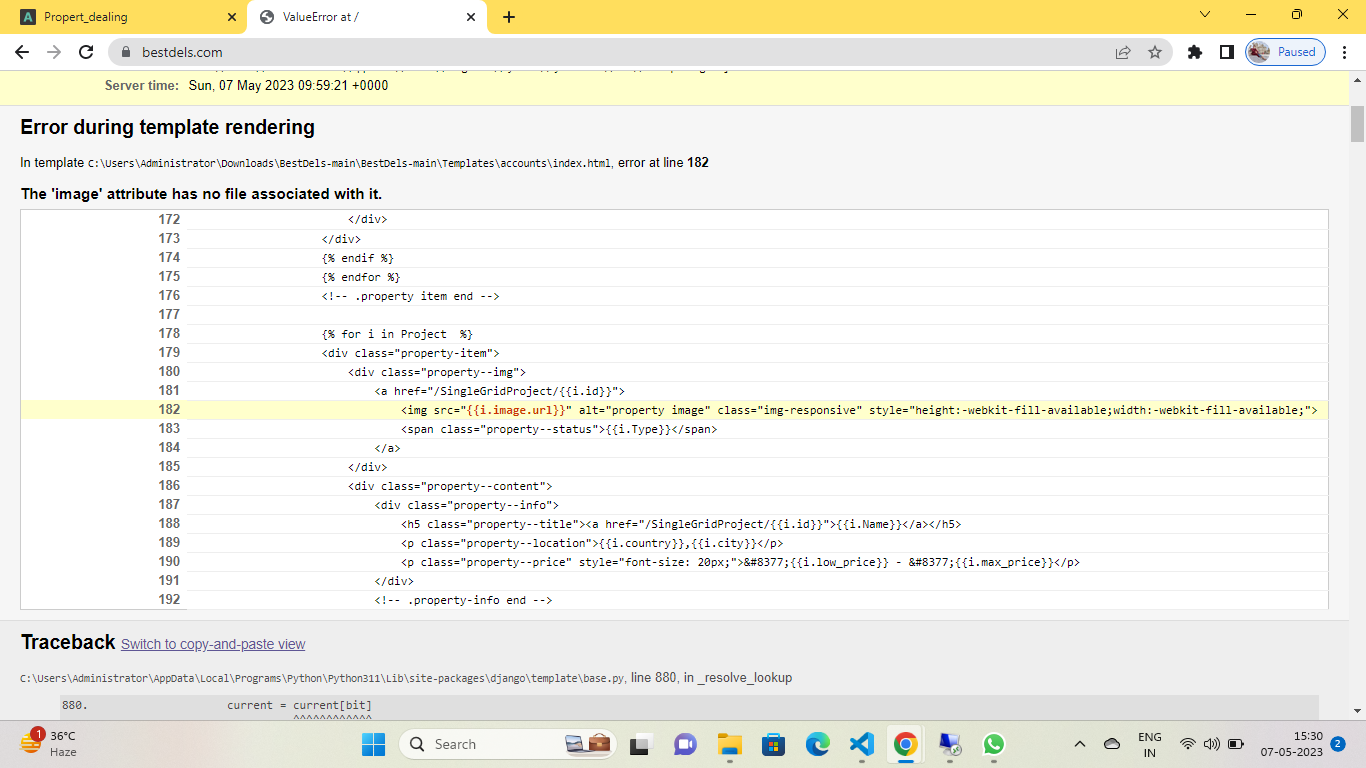 Propert_dealing
ValueError at /
bestdels.com
Paused
Server time: Sun, 07 May 2023 09:59:21 +0000
Error during template rendering
In template C:\Users\Administrator\Downloads\BestDels-main\BestDels-main\Templates\accounts\index.html, error at line 182
The 'image' attribute has no file associated with it.
172 </div>
173 </div>
174 {% endif %}
175 {% endfor %}
176 <!-- .property item end -->
177
178 {% for i in Project  %}
179 <div class="property-item">
180 <div class="property--img">
181 <a href="/SingleGridProject/{{i.id}}">
182 <img src="{{i.image.url}}" alt="property image" class="img-responsive" style="height:-webkit-fill-available;width:-webkit-fill-available;">
183 <span class="property--status">{{i.Type}}</span>
184 </a>
185 </div>
186 <div class="property--content">
187 <div class="property--info">
188 <h5 class="property--title"><a href="/SingleGridProject/{{i.id}}">{{i.Name}}</a></h5>
189 <p class="property--location">{{i.country}},{{i.city}}</p>
190 <p class="property--price" style="font-size: 20px;">&#8377;{{i.low_price}} - &#8377;{{i.max_price}}</p>
191 </div>
192 <!-- .property-info end -->
Traceback Switch to copy-and-paste view
C:\Users\Administrator\AppData\Local\Programs\Python\Python311\Lib\site-packages\django\template\base.py, line 880, in _resolve_lookup
880. current = current[bit]
^^^^^^^^^^^^
1
36°C
Haze
Search
ENG
IN
15:30
07-05-2023
2